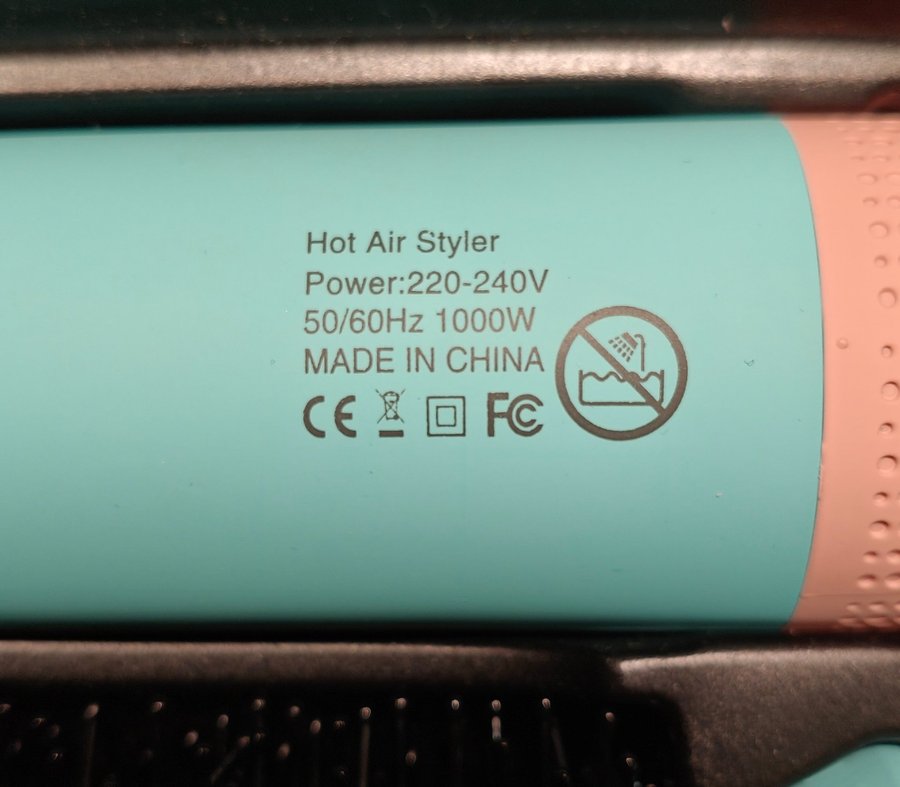 Hot Air Styler
Power:220-240V
50/60Hz 1000W
MADE IN CHINA
CE FC